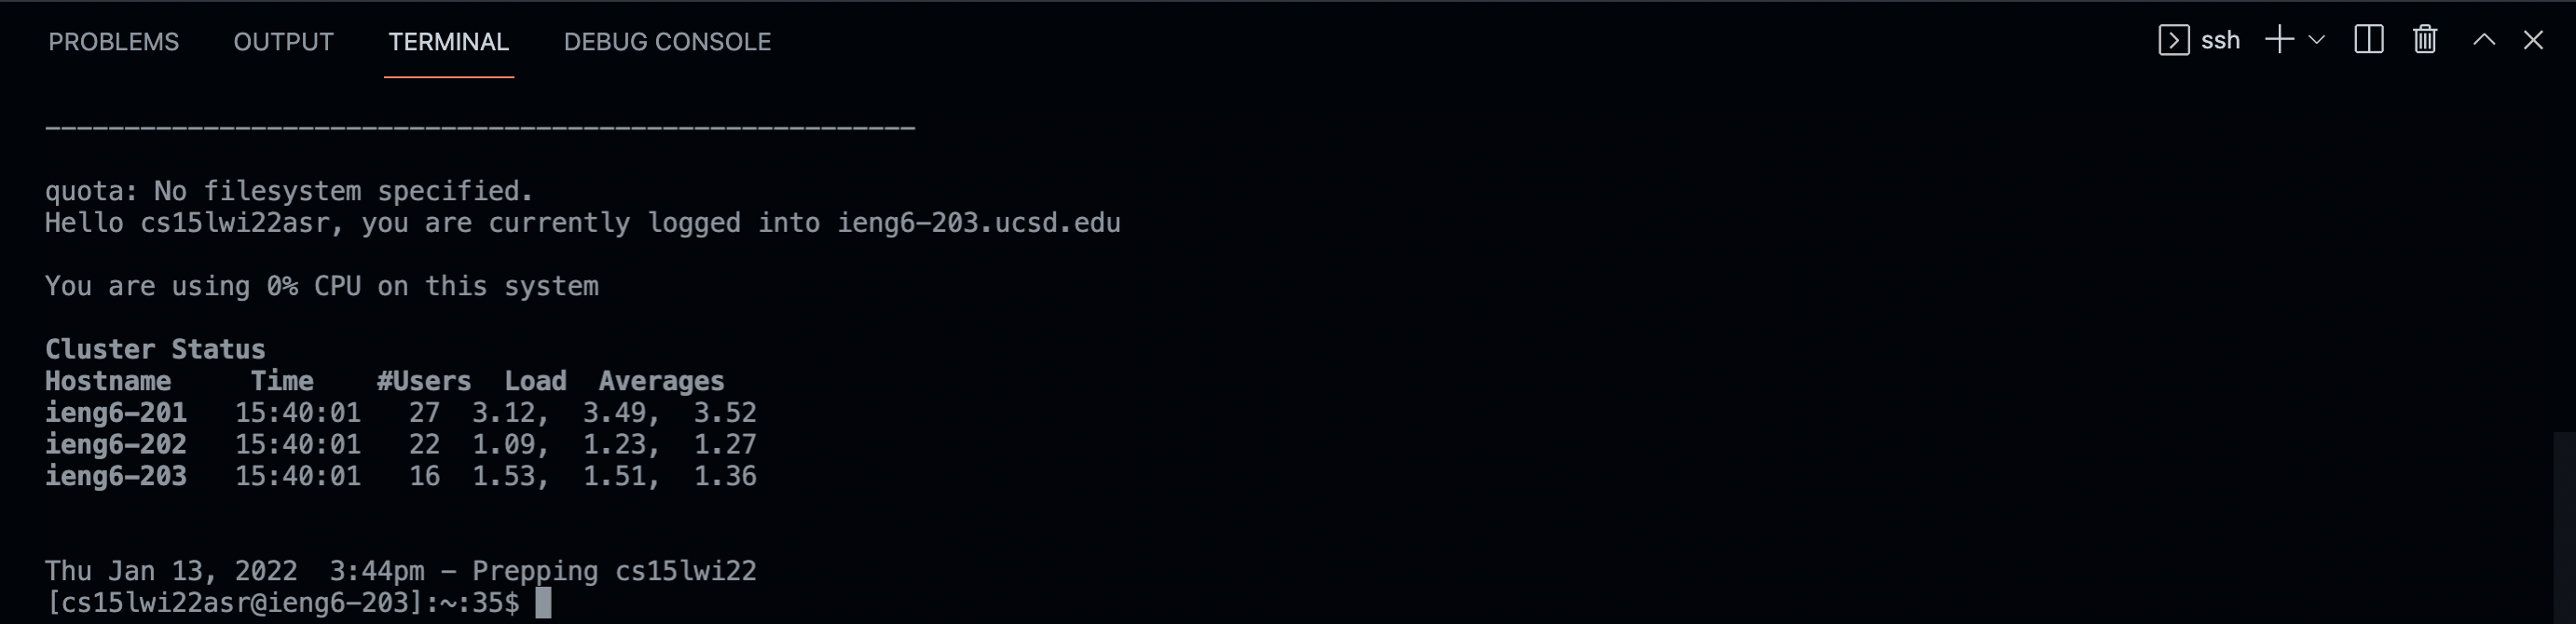 PROBLEMS OUTPUT TERMINAL DEBUG CONSOLE ssh
-------------------------------------------------------
quota: No filesystem specified.
Hello cs15lwi22asr, you are currently logged into ieng6-203.ucsd.edu
You are using 0% CPU on this system
Cluster Status
Hostname     Time    #Users  Load  Averages
ieng6-201   15:40:01   27  3.12,  3.49,  3.52
ieng6-202   15:40:01   22  1.09,  1.23,  1.27
ieng6-203   15:40:01   16  1.53,  1.51,  1.36
Thu Jan 13, 2022  3:44pm - Prepping cs15lwi22
[cs15lwi22asr@ieng6-203]:~:35$